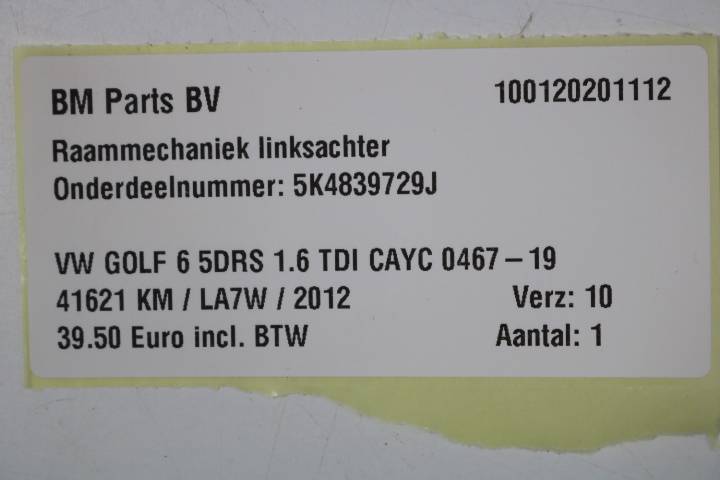 BM Parts BV 100120201112
Raammechaniek linksachter
Onderdeelnummer: 5K4839729J
VW GOLF 6 5DRS 1.6 TDI CAYC 0467-19
41621 KM / LA7W / 2012 Verz: 10
39.50 Euro incl. BTW Aantal: 1